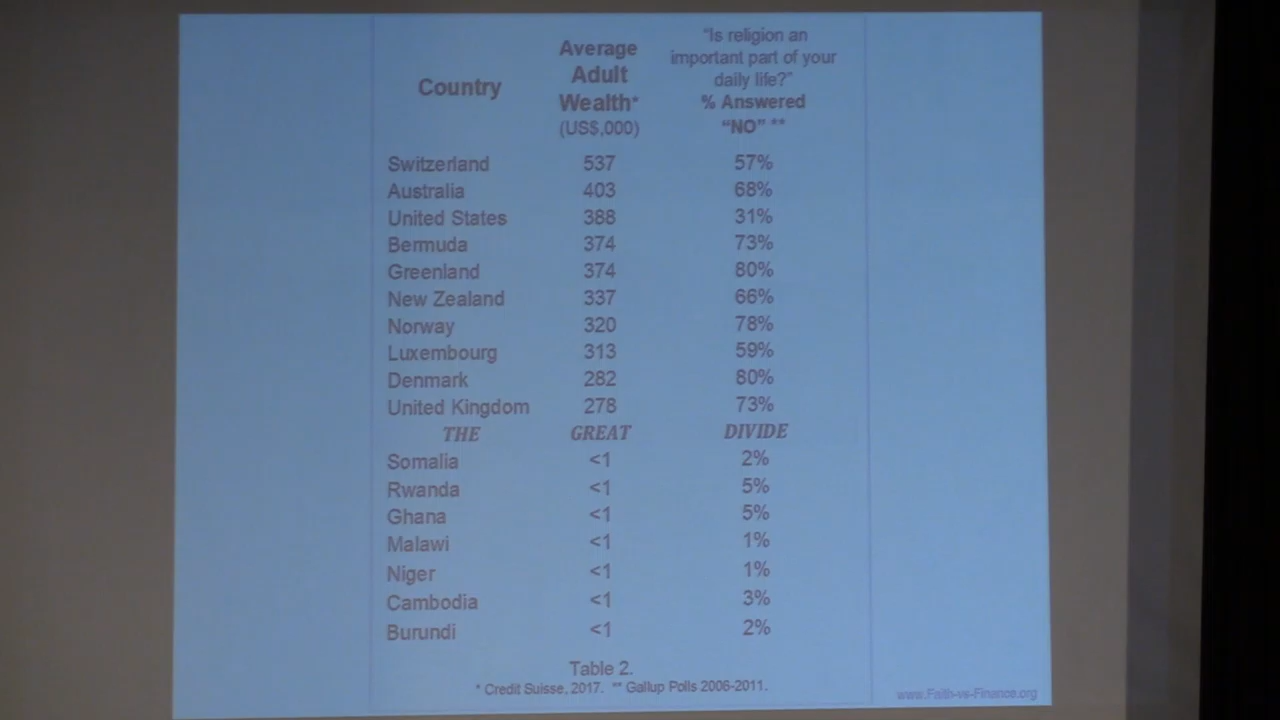 Country Average Adult Wealth* (US$,000) "Is religion an important part of your daily life?" % Answered "NO" **
Switzerland 537 57%
Australia 403 68%
United States 388 31%
Bermuda 374 73%
Greenland 374 80%
New Zealand 337 66%
Norway 320 78%
Luxembourg 313 59%
Denmark 282 80%
United Kingdom 278 73%
THE GREAT DIVIDE
Somalia <1 2%
Rwanda <1 5%
Ghana <1 5%
Malawi <1 1%
Niger <1 1%
Cambodia <1 3%
Burundi <1 2%
Table 2.
* Credit Suisse, 2017. ** Gallup Polls 2006-2011.
www.Faith-vs-Finance.org